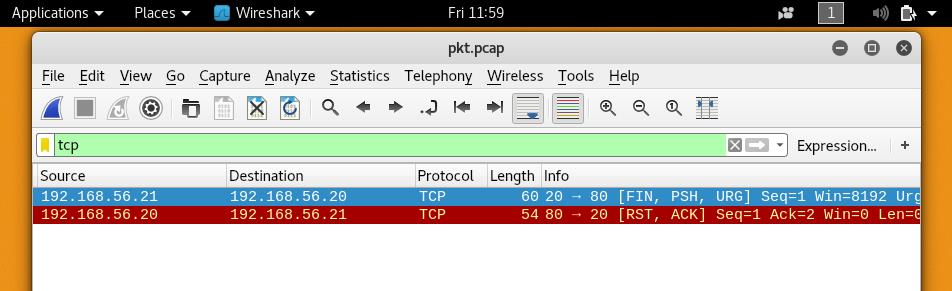 Applications Places Wireshark Fri 11:59 1
pkt.pcap
File Edit View Go Capture Analyze Statistics Telephony Wireless Tools Help
tcp Expression... +
Source Destination Protocol Length Info
192.168.56.21 192.168.56.20 TCP 60 20 → 80 [FIN, PSH, URG] Seq=1 Win=8192 Urg
192.168.56.20 192.168.56.21 TCP 54 80 → 20 [RST, ACK] Seq=1 Ack=2 Win=0 Len=0